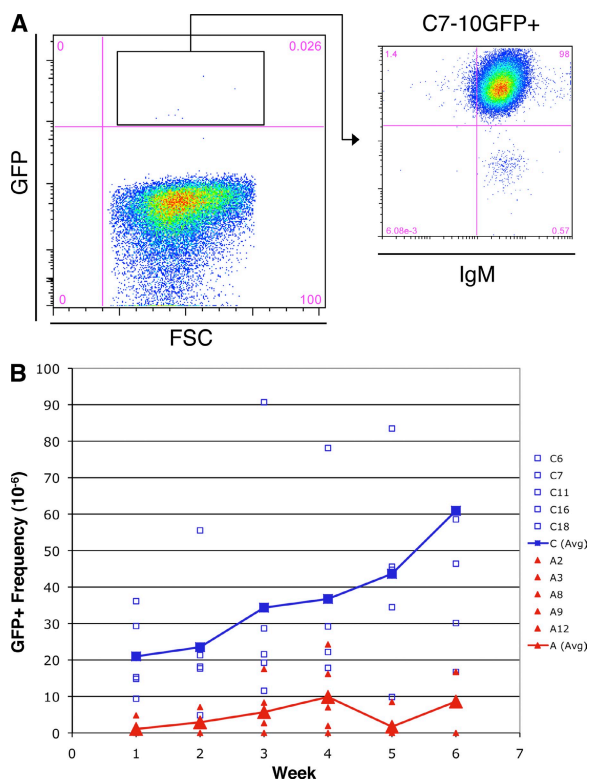 A
C7-10GFP+
0 0.026
0 100
GFP
FSC
1.4 98
6.08e-3 0.57
IgM
B
GFP+ Frequency (10-6)
100
90
80
70
60
50
40
30
20
10
0
0 1 2 3 4 5 6 7
Week
C6
C7
C11
C16
C18
C (Avg)
A2
A3
A8
A9
A12
A (Avg)